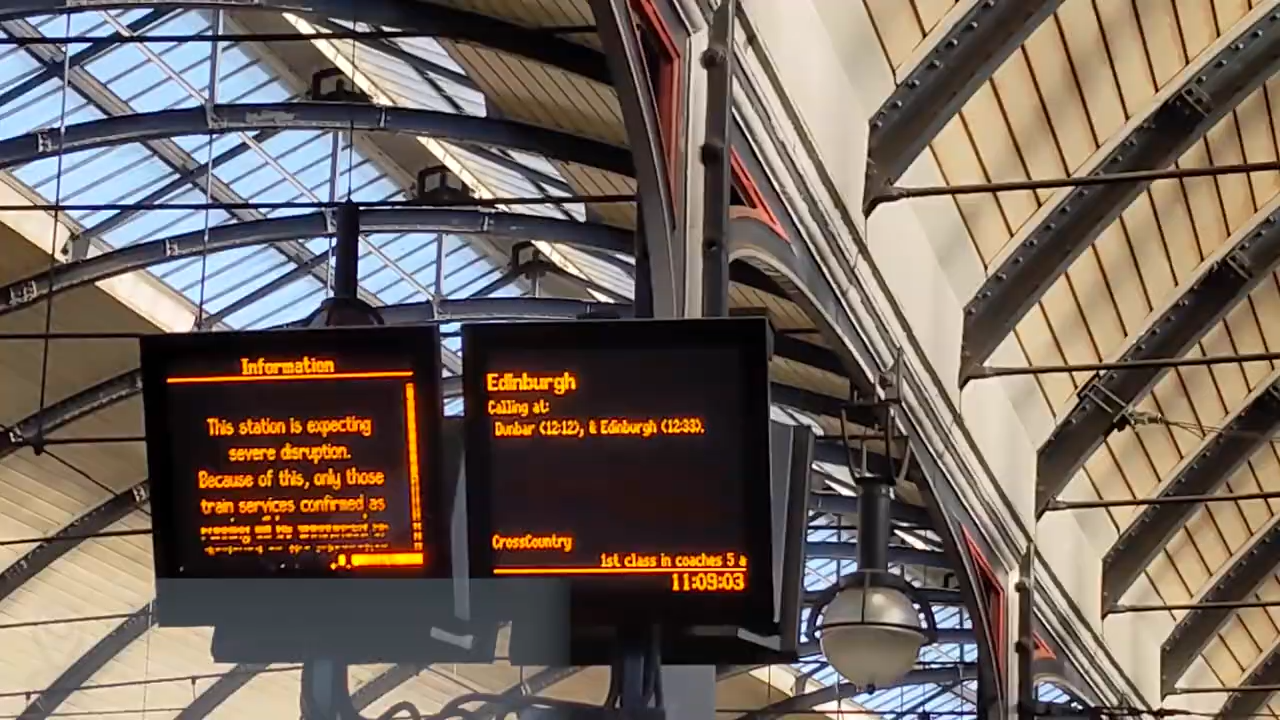 Information
This station is expecting
severe disruption.
Because of this, only those
train services confirmed as
Edinburgh
Calling at:
Dunbar (12:12), & Edinburgh (12:33).
CrossCountry
1st class in coaches 5 a
11:09:03